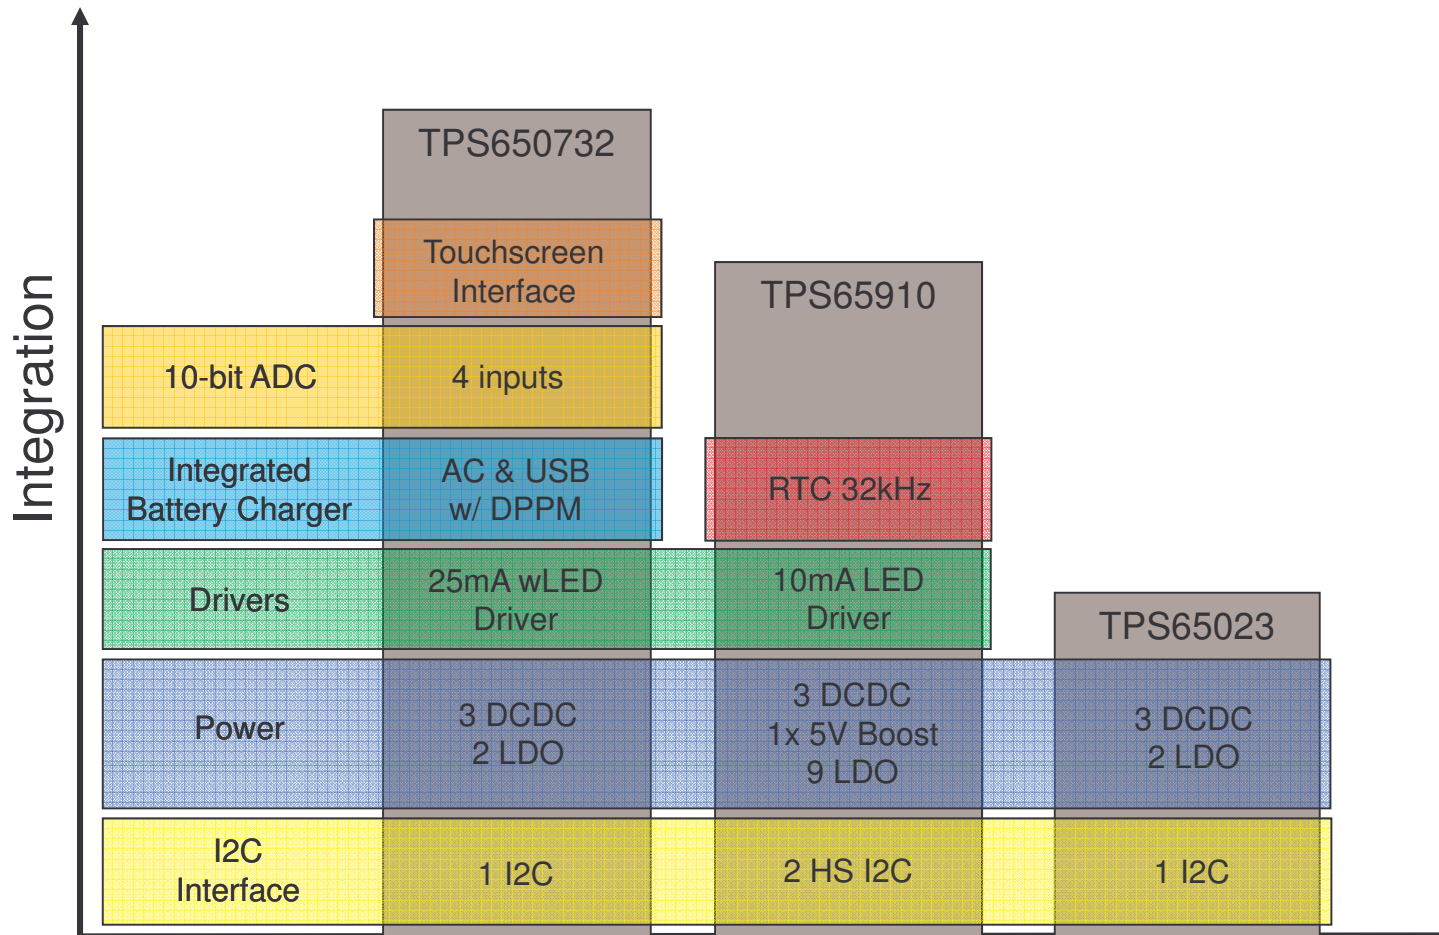 Integration
TPS650732
Touchscreen
Interface
TPS65910
10-bit ADC
4 inputs
Integrated
Battery Charger
AC & USB
w/ DPPM
RTC 32kHz
Drivers
25mA wLED
Driver
10mA LED
Driver
TPS65023
Power
3 DCDC
2 LDO
3 DCDC
1x 5V Boost
9 LDO
3 DCDC
2 LDO
I2C
Interface
1 I2C
2 HS I2C
1 I2C